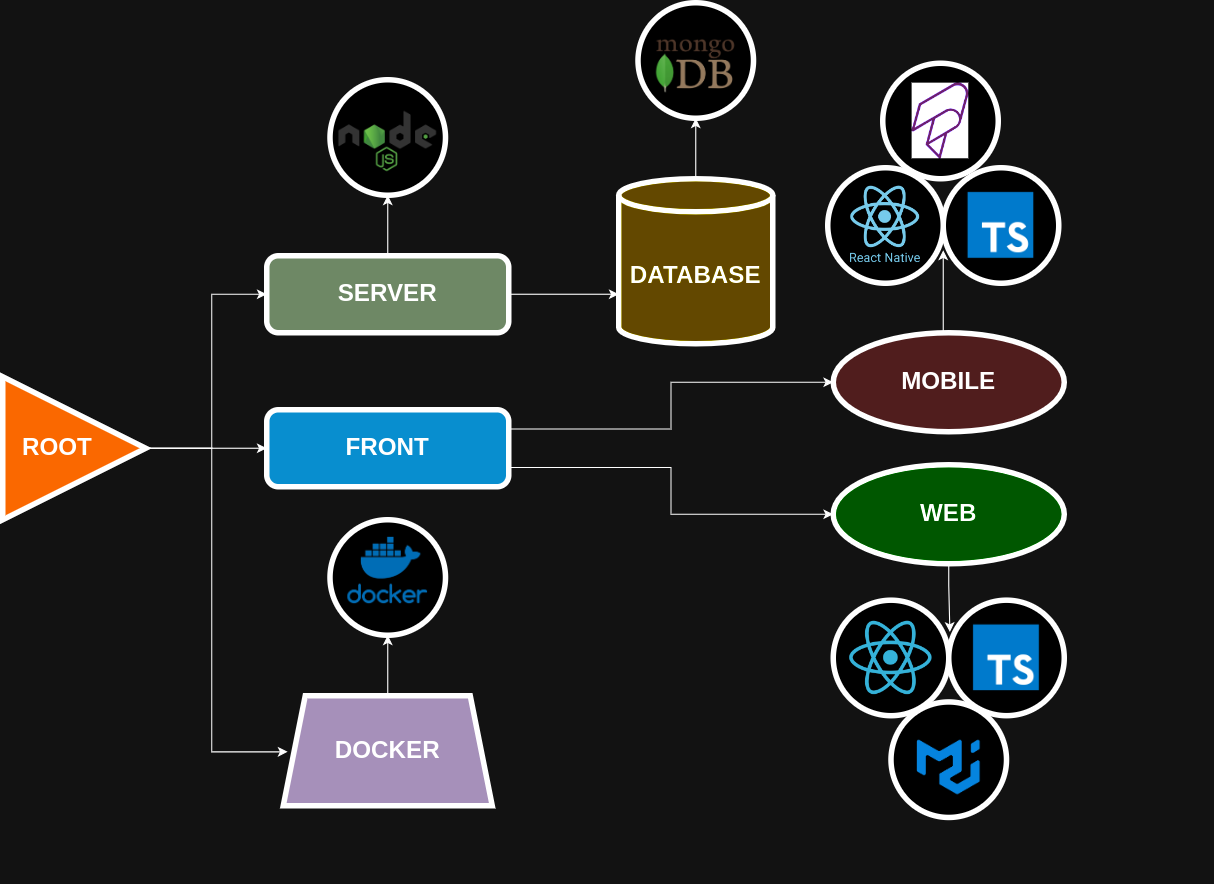 mongo
DB
node
JS
React Native
TS
SERVER
DATABASE
MOBILE
ROOT
FRONT
WEB
docker
TS
DOCKER